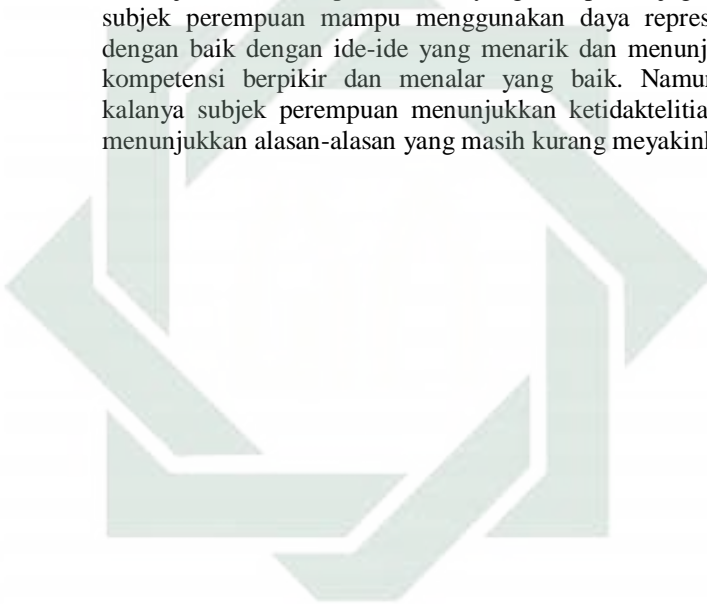 subjek perempuan mampu menggunakan daya repres
dengan baik dengan ide-ide yang menarik dan menunj
kompetensi berpikir dan menalar yang baik. Namu
kalanya subjek perempuan menunjukkan ketidaktelitia
menunjukkan alasan-alasan yang masih kurang meyakinl